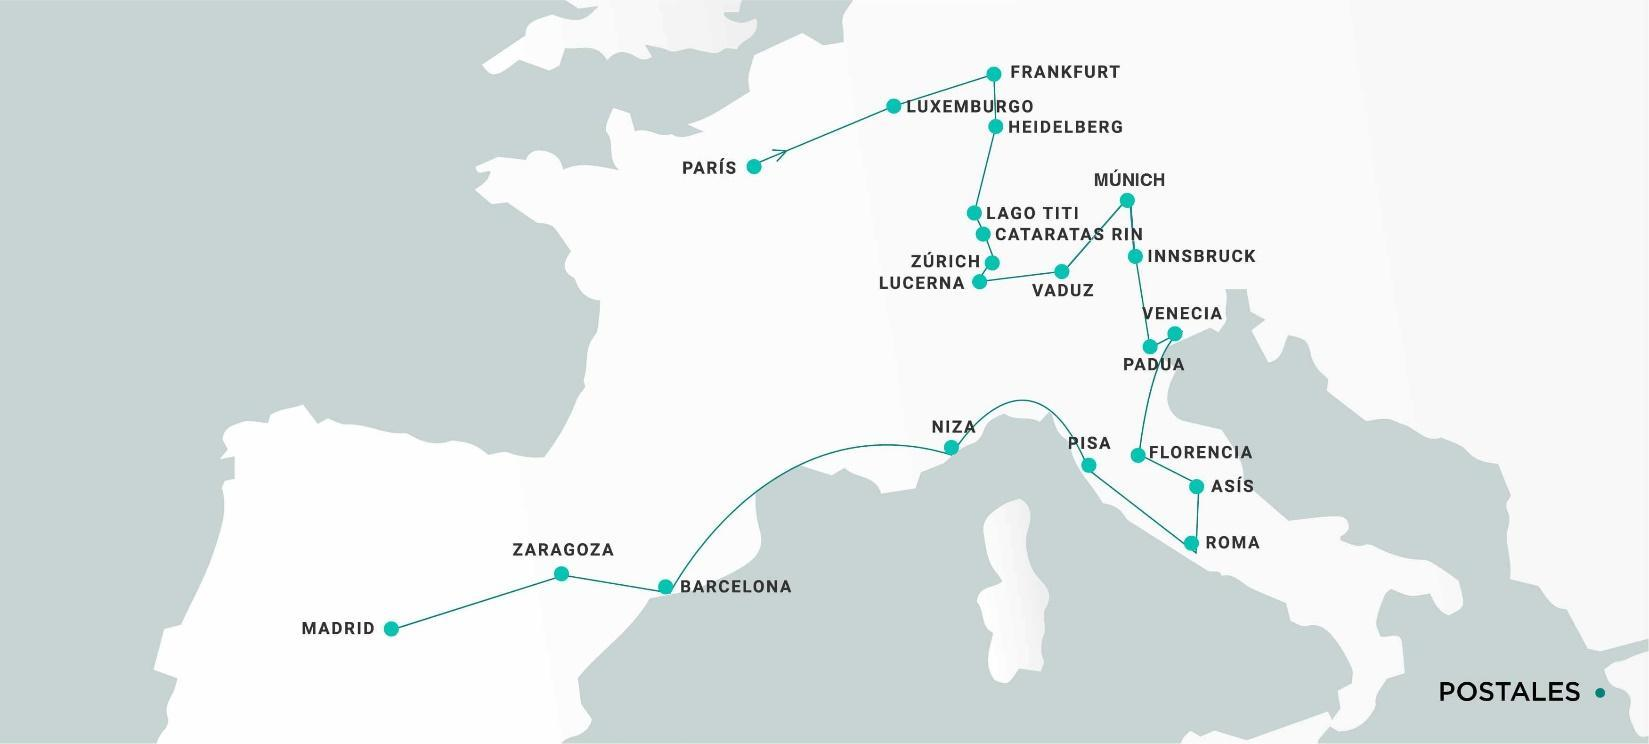 FRANKFURT
LUXEMBURGO
HEIDELBERG
PARÍS
MÚNICH
LAGO TITI
CATARATAS RIN
INNSBRUCK
ZÚRICH
LUCERNA
VADUZ
VENECIA
PADUA
NIZA
PISA
FLORENCIA
ASÍS
ROMA
ZARAGOZA
BARCELONA
MADRID
POSTALES